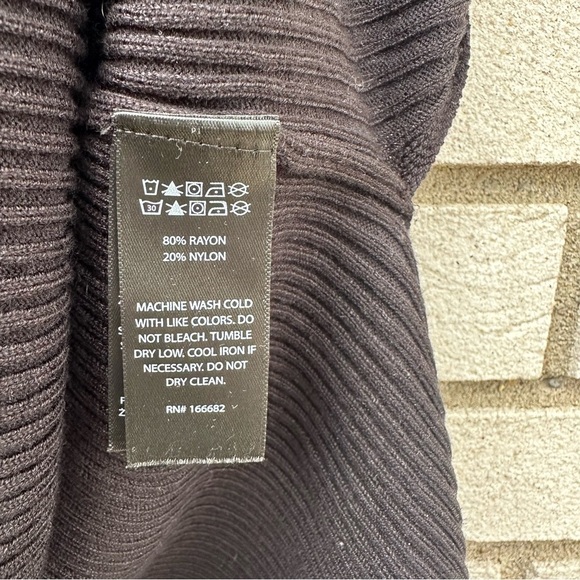 30
80% RAYON
20% NYLON
MACHINE WASH COLD
WITH LIKE COLORS. DO
NOT BLEACH. TUMBLE
DRY LOW. COOL IRON IF
NECESSARY. DO NOT
DRY CLEAN.
RN# 166682